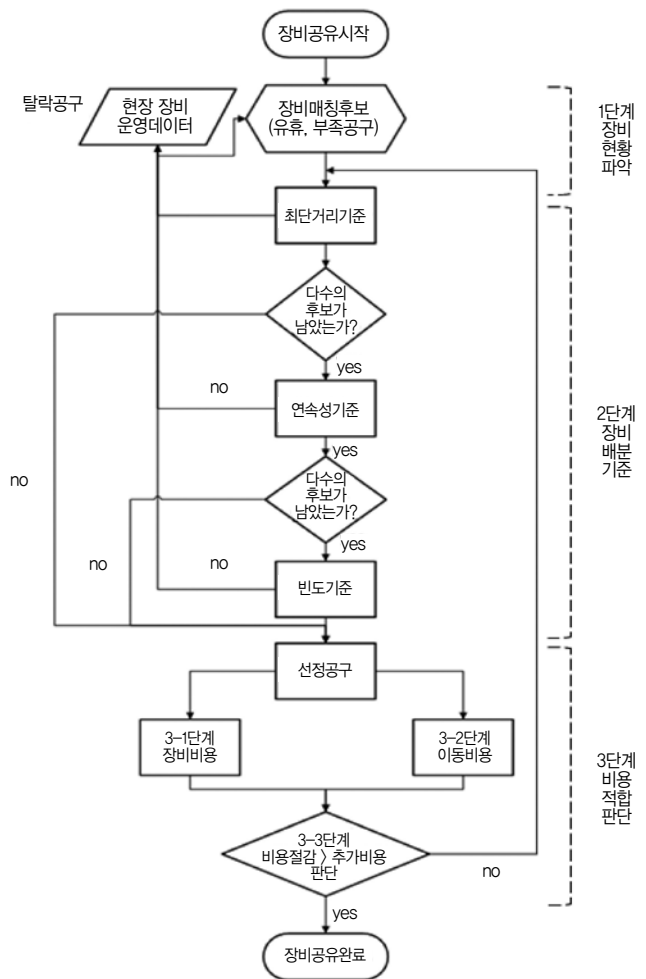 장비공유시작
탈락공구
현장 장비
운영데이터
장비매칭후보
(유휴, 부족공구)
1단계
장비
현황
파악
최단거리기준
다수의
후보가
남았는가?
yes
no
연속성기준
2단계
장비
배분
기준
yes
no
다수의
후보가
남았는가?
yes
no
no
빈도기준
선정공구
3-1단계
장비비용
3-2단계
이동비용
3단계
비용
적합
판단
3-3단계
비용절감 > 추가비용
판단
no
yes
장비공유완료